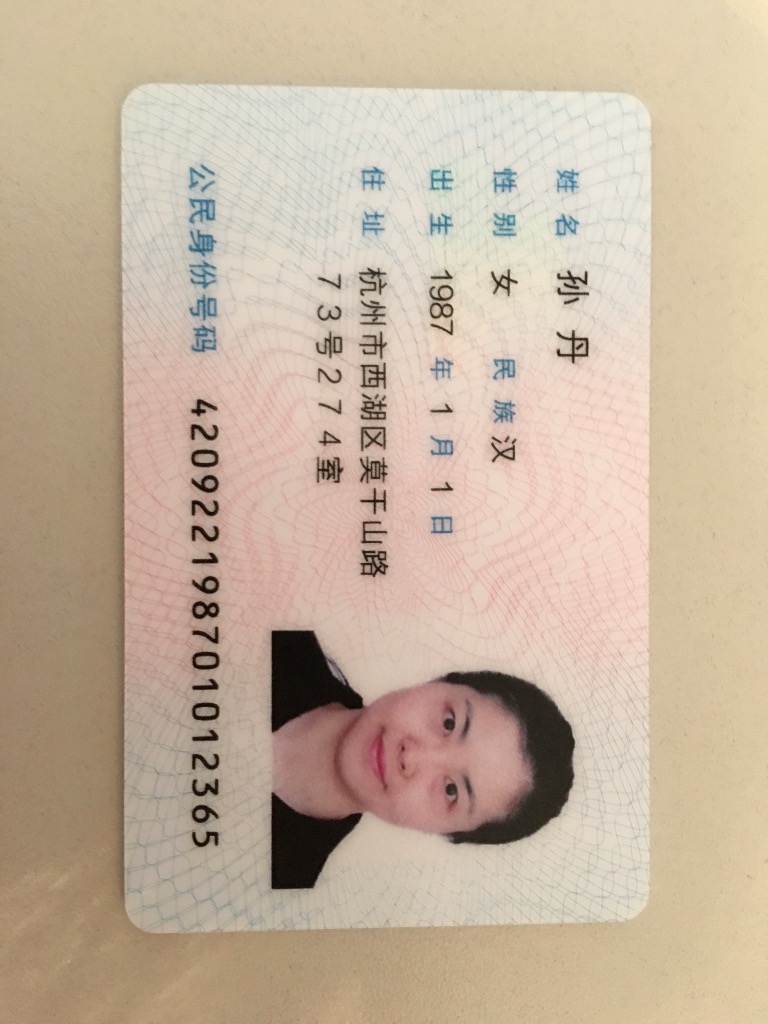 姓名 孙丹
性别 女 民族 汉
出生 1987 年 1 月 1 日
住址 杭州市西湖区莫干山路
73号274室
公民身份号码 420922198701012365